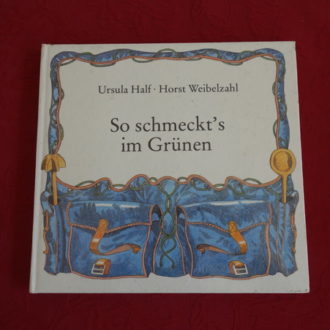 Ursula Half · Horst Weibelzahl
So schmeckt's
im Grünen